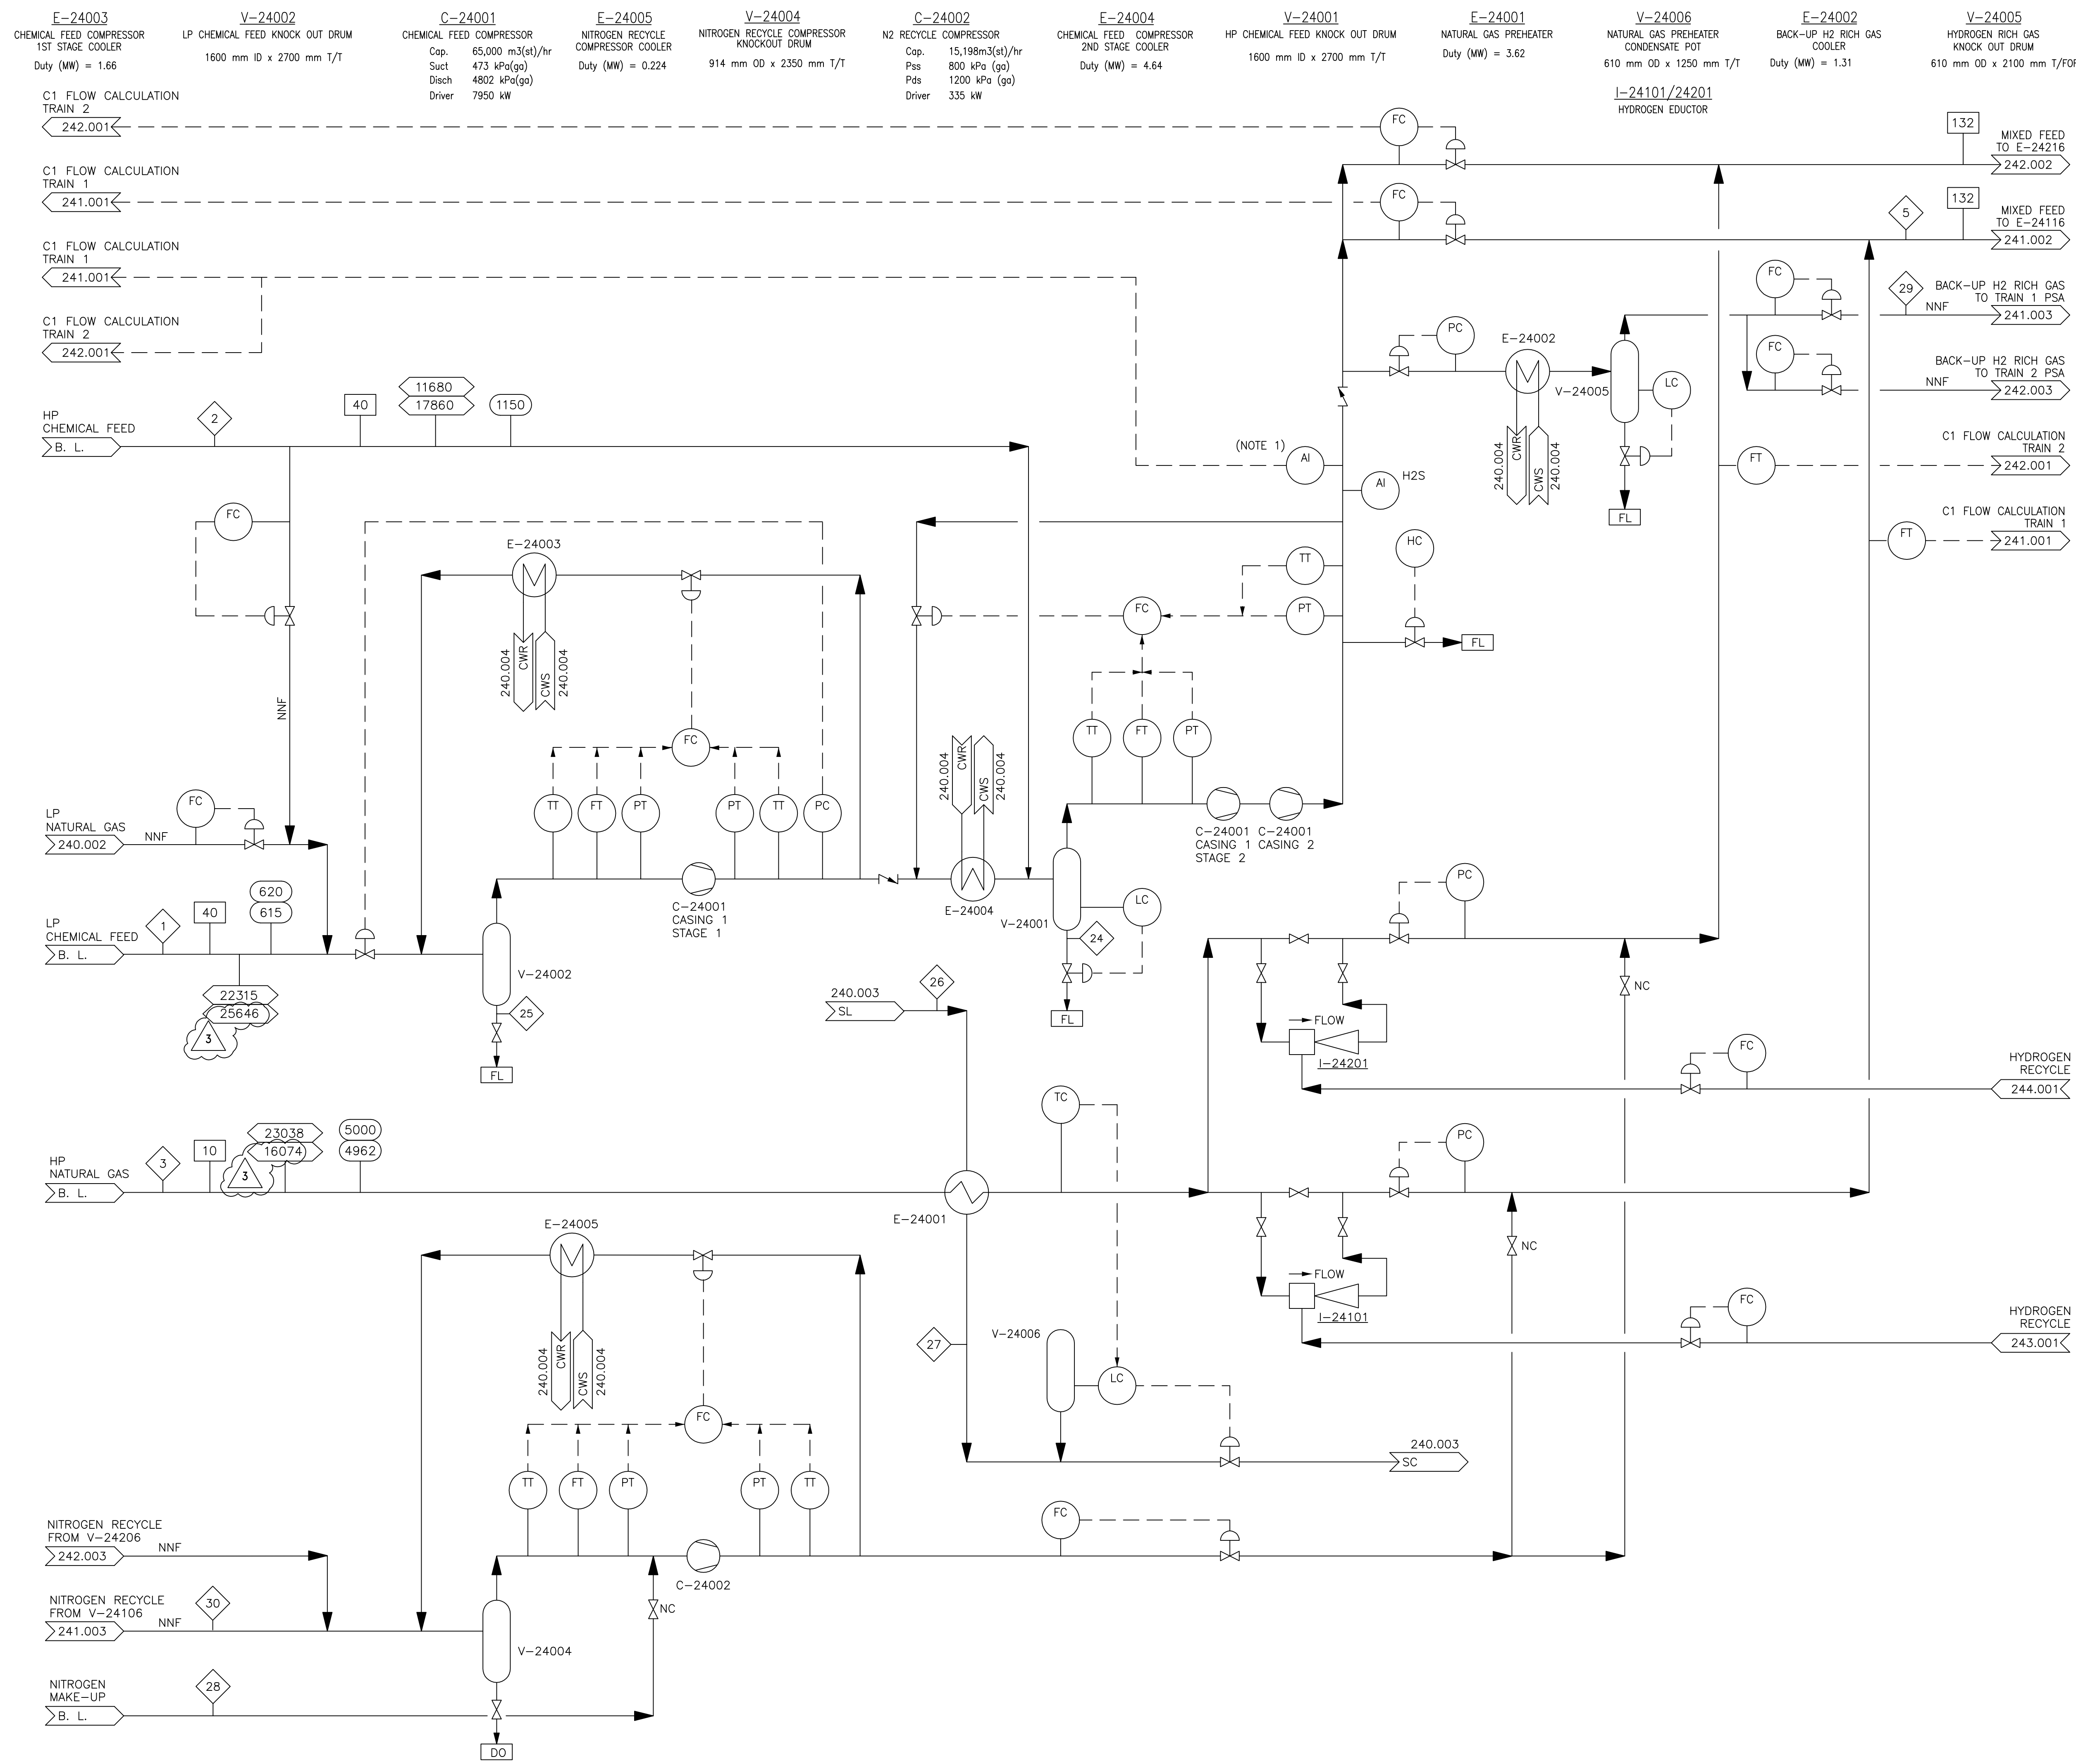 E-24003
CHEMICAL FEED COMPRESSOR
1ST STAGE COOLER
Duty (MW) = 1.66
V-24002
LP CHEMICAL FEED KNOCK OUT DRUM
1600 mm ID x 2700 mm T/T
C-24001
CHEMICAL FEED COMPRESSOR
Cap. 65,000 m3(st)/hr
Suct 473 kPa(ga)
Disch 4802 kPa(ga)
Driver 7950 kW
E-24005
NITROGEN RECYCLE
COMPRESSOR COOLER
Duty (MW) = 0.224
V-24004
NITROGEN RECYCLE COMPRESSOR
KNOCKOUT DRUM
914 mm OD x 2350 mm T/T
C-24002
N2 RECYCLE COMPRESSOR
Cap. 15,198m3(st)/hr
Pss 800 kPa (ga)
Pds 1200 kPa (ga)
Driver 335 kW
E-24004
CHEMICAL FEED COMPRESSOR
2ND STAGE COOLER
Duty (MW) = 4.64
V-24001
HP CHEMICAL FEED KNOCK OUT DRUM
1600 mm ID x 2700 mm T/T
E-24001
NATURAL GAS PREHEATER
Duty (MW) = 3.62
V-24006
NATURAL GAS PREHEATER
CONDENSATE POT
610 mm OD x 1250 mm T/T
I-24101/24201
HYDROGEN EDUCTOR
E-24002
BACK-UP H2 RICH GAS
COOLER
Duty (MW) = 1.31
V-24005
HYDROGEN RICH GAS
KNOCK OUT DRUM
610 mm OD x 2100 mm T/FOR
C1 FLOW CALCULATION
TRAIN 2
242.001
FC
132
MIXED FEED
TO E-24216
242.002
C1 FLOW CALCULATION
TRAIN 1
241.001
FC
5
132
MIXED FEED
TO E-24116
241.002
C1 FLOW CALCULATION
TRAIN 1
241.001
FC
29
BACK-UP H2 RICH GAS
TO TRAIN 1 PSA
NNF
241.003
C1 FLOW CALCULATION
TRAIN 2
242.001
PC
E-24002
FC
BACK-UP H2 RICH GAS
TO TRAIN 2 PSA
NNF
242.003
V-24005
LC
HP
CHEMICAL FEED
B. L.
2
40
11680
17860
1150
(NOTE 1)
AI
AI
H2S
240.004
CWR
CWS
240.004
FL
FT
C1 FLOW CALCULATION
TRAIN 2
242.001
FT
C1 FLOW CALCULATION
TRAIN 1
241.001
FC
NNF
E-24003
240.004
CWR
CWS
240.004
TT
PT
HC
FL
FC
FC
TT
FT
PT
FC
TT
FT
PT
PT
TT
PC
240.004
CWR
CWS
240.004
C-24001
CASING 1
STAGE 2
C-24001
CASING 2
LP
NATURAL GAS
240.002
NNF
FC
C-24001
CASING 1
STAGE 1
E-24004
V-24001
LC
24
FL
PC
LP
CHEMICAL FEED
B. L.
1
40
620
615
22315
25646
3
V-24002
25
FL
240.003
SL
26
NC
FLOW
I-24201
FC
HYDROGEN
RECYCLE
244.001
HP
NATURAL GAS
B. L.
3
10
23038
16074
3
5000
4962
E-24001
TC
PC
NC
FLOW
I-24101
FC
HYDROGEN
RECYCLE
243.001
E-24005
240.004
CWR
CWS
240.004
27
V-24006
LC
FC
TT
FT
PT
PT
TT
240.003
SC
FC
NITROGEN RECYCLE
FROM V-24206
242.003
NNF
C-24002
NITROGEN RECYCLE
FROM V-24106
241.003
NNF
30
V-24004
NC
NITROGEN
MAKE-UP
B. L.
28
DO